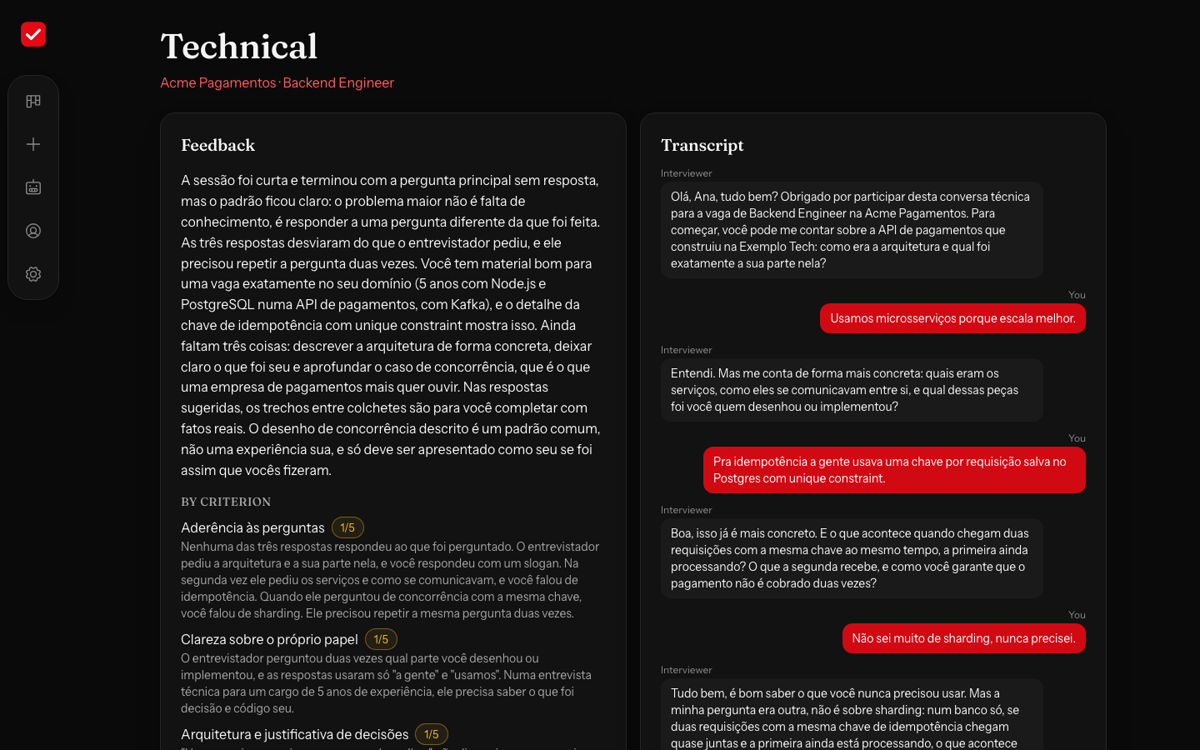 Technical
Acme Pagamentos · Backend Engineer
Feedback
A sessão foi curta e terminou com a pergunta principal sem resposta,
mas o padrão ficou claro: o problema maior não é falta de
conhecimento, é responder a uma pergunta diferente da que foi feita.
As três respostas desviaram do que o entrevistador pediu, e ele
precisou repetir a pergunta duas vezes. Você tem material bom para
uma vaga exatamente no seu domínio (5 anos com Node.js e
PostgreSQL numa API de pagamentos, com Kafka), e o detalhe da
chave de idempotência com unique constraint mostra isso. Ainda
faltam três coisas: descrever a arquitetura de forma concreta, deixar
claro o que foi seu e aprofundar o caso de concorrência, que é o que
uma empresa de pagamentos mais quer ouvir. Nas respostas
sugeridas, os trechos entre colchetes são para você completar com
fatos reais. O desenho de concorrência descrito é um padrão comum,
não uma experiência sua, e só deve ser apresentado como seu se foi
assim que vocês fizeram.
BY CRITERION
Aderência às perguntas 1/5
Nenhuma das três respostas respondeu ao que foi perguntado. O entrevistador
pediu a arquitetura e a sua parte nela, e você respondeu com um slogan. Na
segunda vez ele pediu os serviços e como se comunicavam, e você falou de
idempotência. Quando ele perguntou de concorrência com a mesma chave,
você falou de sharding. Ele precisou repetir a mesma pergunta duas vezes.
Clareza sobre o próprio papel 1/5
O entrevistador perguntou duas vezes qual parte você desenhou ou
implementou, e as respostas usaram só "a gente" e "usamos". Numa entrevista
técnica para um cargo de 5 anos de experiência, ele precisa saber o que foi
decisão e código seu.
Arquitetura e justificativa de decisões 1/5
Transcript
Interviewer
Olá, Ana, tudo bem? Obrigado por participar desta conversa técnica
para a vaga de Backend Engineer na Acme Pagamentos. Para
começar, você pode me contar sobre a API de pagamentos que
construiu na Exemplo Tech: como era a arquitetura e qual foi
exatamente a sua parte nela?
You
Usamos microsserviços porque escala melhor.
Interviewer
Entendi. Mas me conta de forma mais concreta: quais eram os
serviços, como eles se comunicavam entre si, e qual dessas peças
foi você quem desenhou ou implementou?
You
Pra idempotência a gente usava uma chave por requisição salva no
Postgres com unique constraint.
Interviewer
Boa, isso já é mais concreto. E o que acontece quando chegam duas
requisições com a mesma chave ao mesmo tempo, a primeira ainda
processando? O que a segunda recebe, e como você garante que o
pagamento não é cobrado duas vezes?
You
Não sei muito de sharding, nunca precisei.
Interviewer
Tudo bem, é bom saber o que você nunca precisou usar. Mas a
minha pergunta era outra, não é sobre sharding: num banco só, se
duas requisições com a mesma chave de idempotência chegam
quase juntas e a primeira ainda está processando, o que acontece